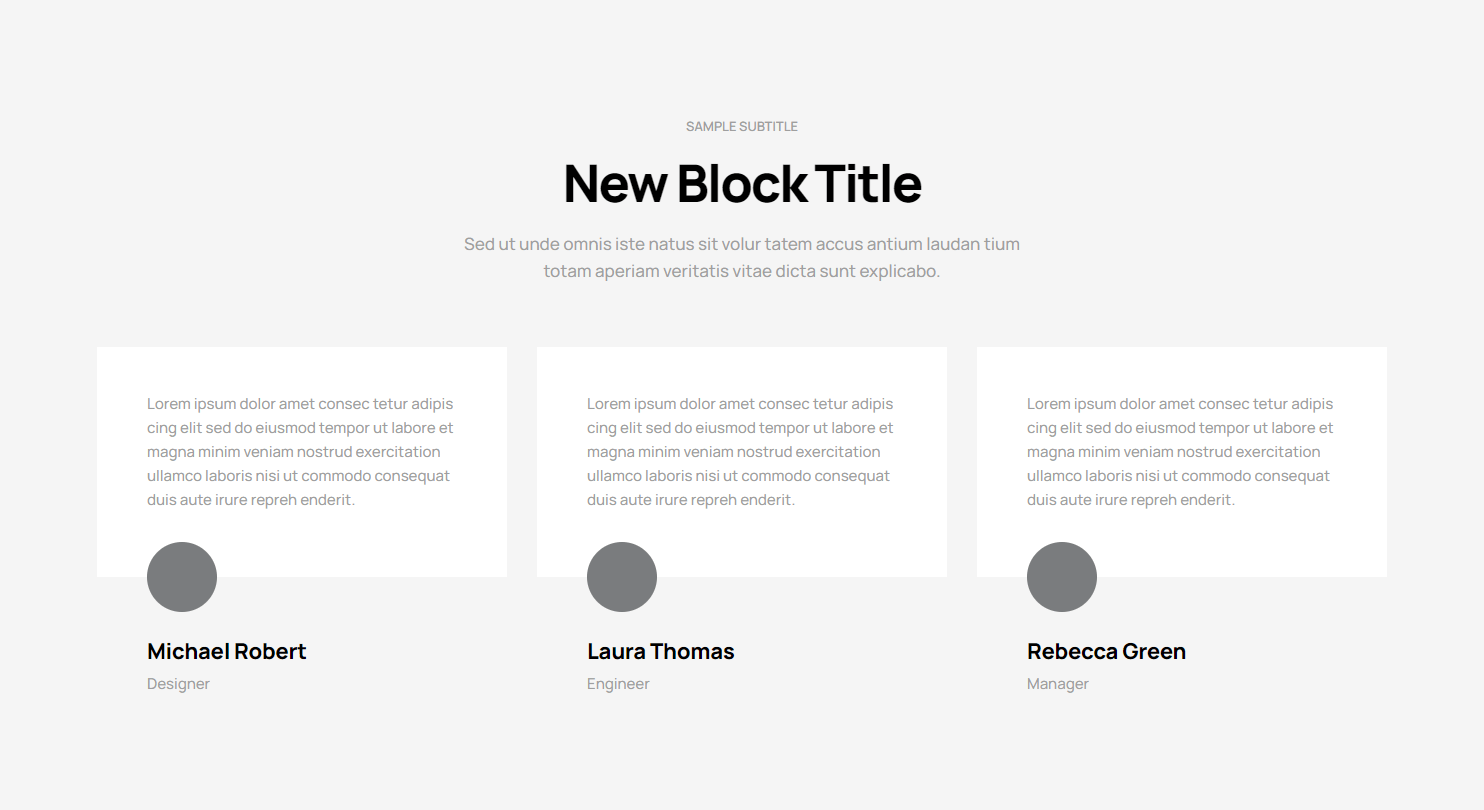 SAMPLE SUBTITLE
New Block Title
Sed ut unde omnis iste natus sit volur tatem accus antium laudan tium
totam aperiam veritatis vitae dicta sunt explicabo.
Lorem ipsum dolor amet consec tetur adipis
cing elit sed do eiusmod tempor ut labore et
magna minim veniam nostrud exercitation
ullamco laboris nisi ut commodo consequat
duis aute irure repreh enderit.
Michael Robert
Designer
Lorem ipsum dolor amet consec tetur adipis
cing elit sed do eiusmod tempor ut labore et
magna minim veniam nostrud exercitation
ullamco laboris nisi ut commodo consequat
duis aute irure repreh enderit.
Laura Thomas
Engineer
Lorem ipsum dolor amet consec tetur adipis
cing elit sed do eiusmod tempor ut labore et
magna minim veniam nostrud exercitation
ullamco laboris nisi ut commodo consequat
duis aute irure repreh enderit.
Rebecca Green
Manager